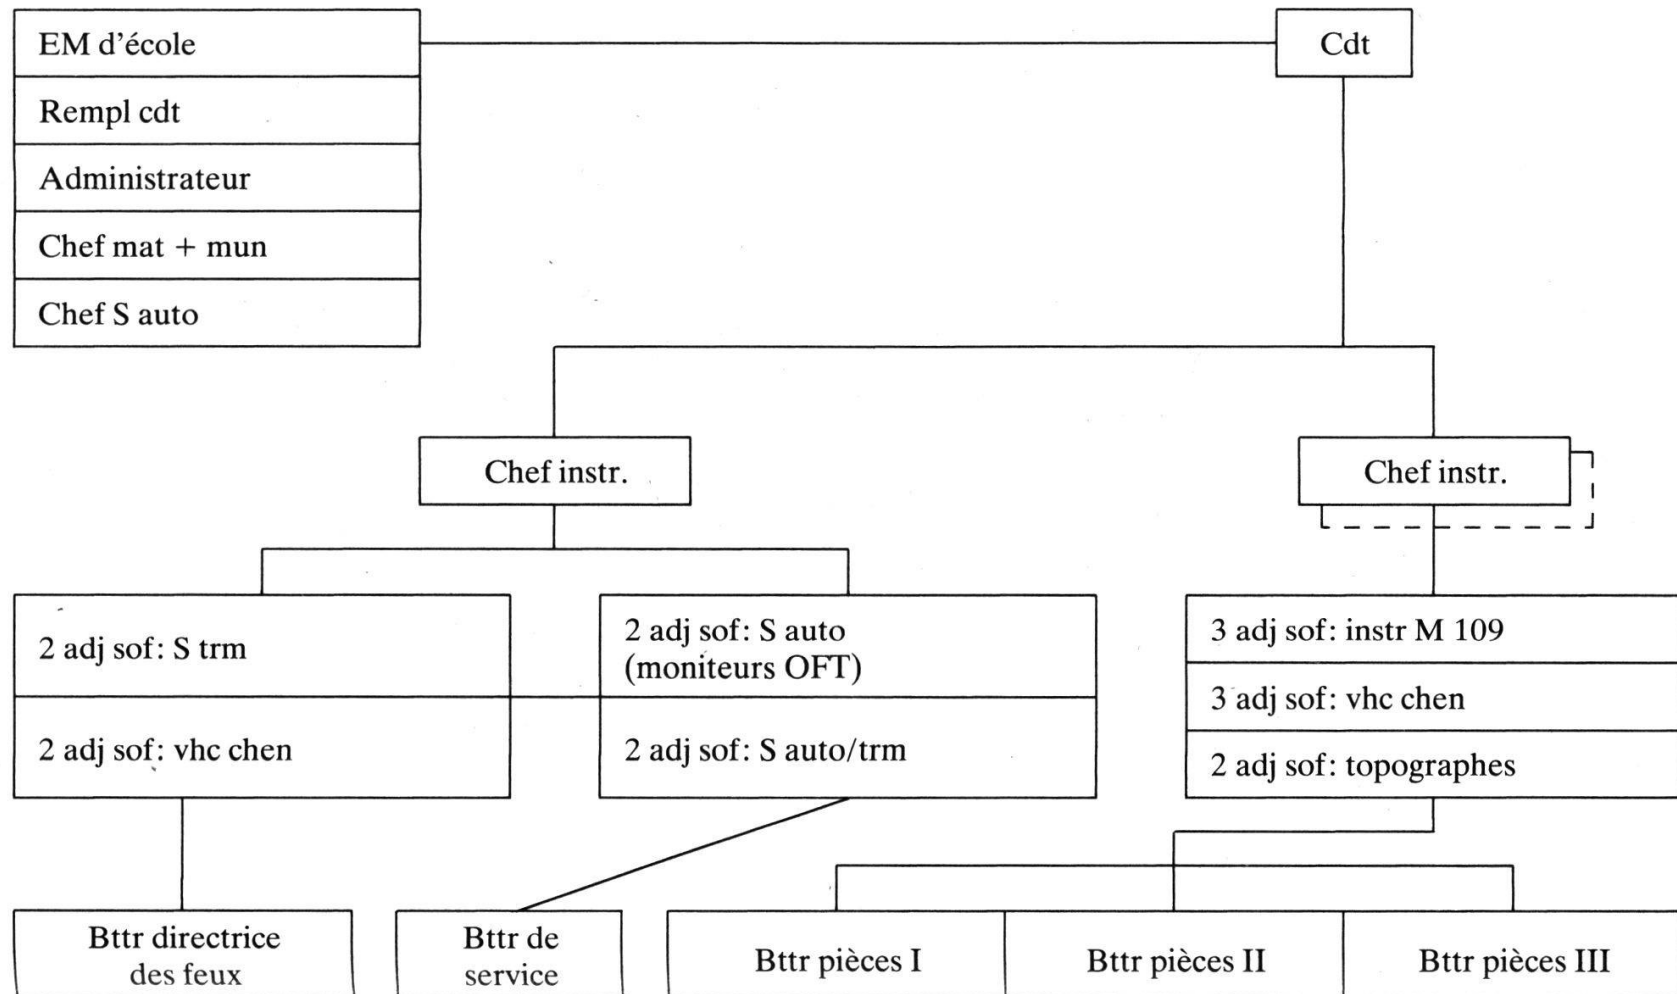 EM d'école
Cdt
Rempl cdt
Administrateur
Chef mat + mun
Chef S auto
Chef instr.
Chef instr.
2 adj sof: S trm
2 adj sof: vhc chen
2 adj sof: S auto
(moniteurs OFT)
2 adj sof: S auto/trm
3 adj sof: instr M 109
3 adj sof: vhc chen
2 adj sof: topographes
Bttr directrice
des feux
Bttr de
service
Bttr pièces I
Bttr pièces II
Bttr pièces III